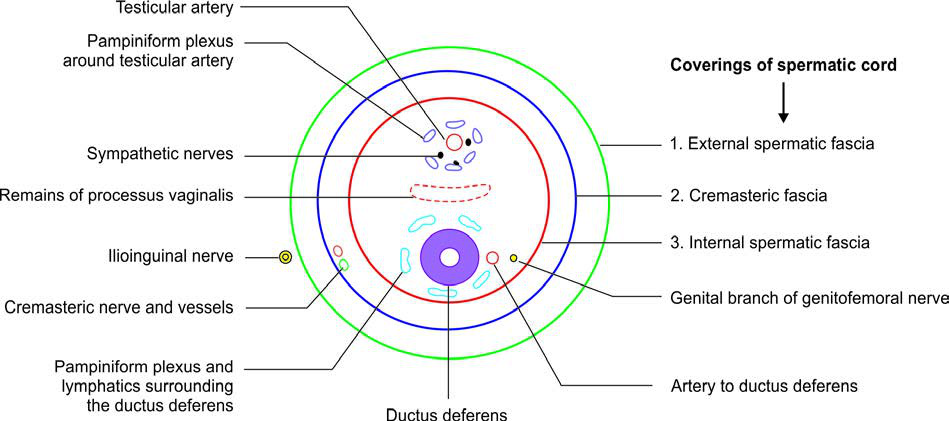 Testicular artery
Pampiniform plexus
around testicular artery
Sympathetic nerves
Remains of processus vaginalis
Ilioinguinal nerve
Cremasteric nerve and vessels
Pampiniform plexus and
lymphatics surrounding
the ductus deferens
Ductus deferens
Coverings of spermatic cord
1. External spermatic fascia
2. Cremasteric fascia
3. Internal spermatic fascia
Genital branch of genitofemoral nerve
Artery to ductus deferens